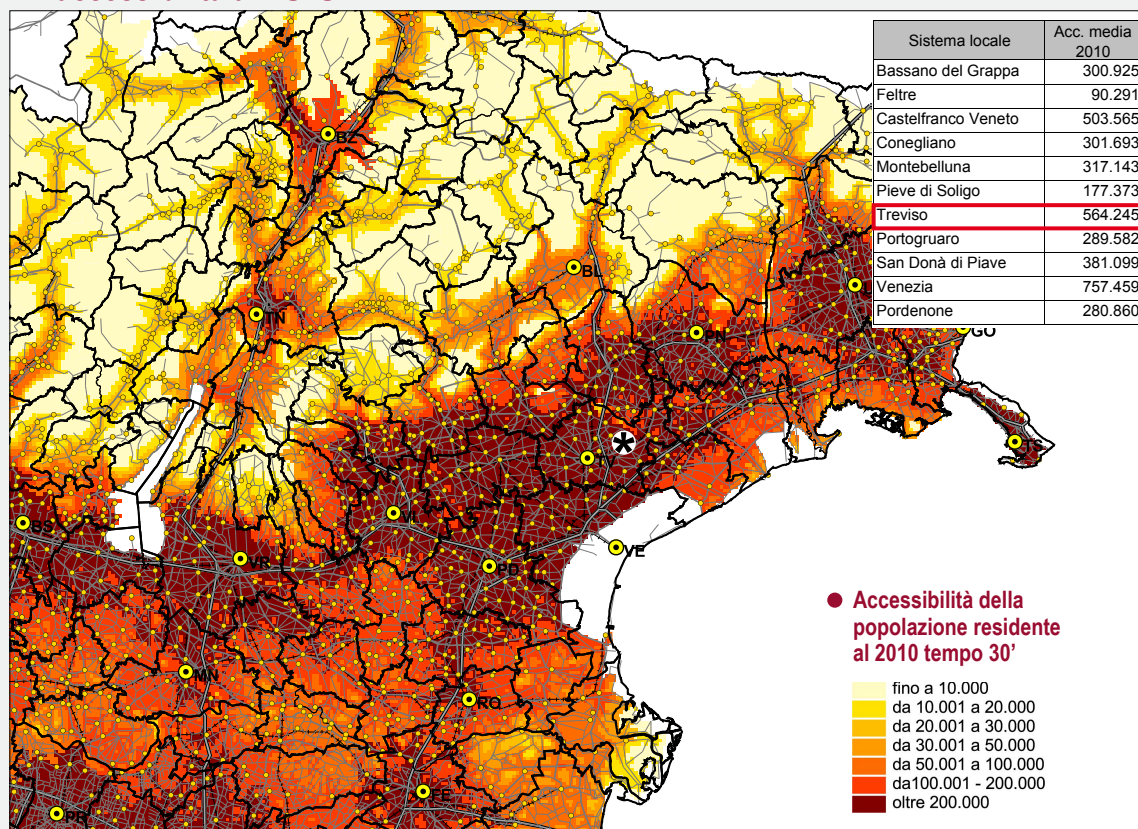 Sistema locale Acc. media 2010
Bassano del Grappa 300.925
Feltre 90.291
Castelfranco Veneto 503.565
Conegliano 301.693
Montebelluna 317.143
Pieve di Soligo 177.373
Treviso 564.245
Portogruaro 289.582
San Donà di Piave 381.099
Venezia 757.459
Pordenone 280.860
BZ
BL
TN
PN
GO
*
TS
BS
VI
VR
PD
VE
MN
RO
FE
PR
Accessibilità della
popolazione residente
al 2010 tempo 30’
fino a 10.000
da 10.001 a 20.000
da 20.001 a 30.000
da 30.001 a 50.000
da 50.001 a 100.000
da100.001 - 200.000
oltre 200.000